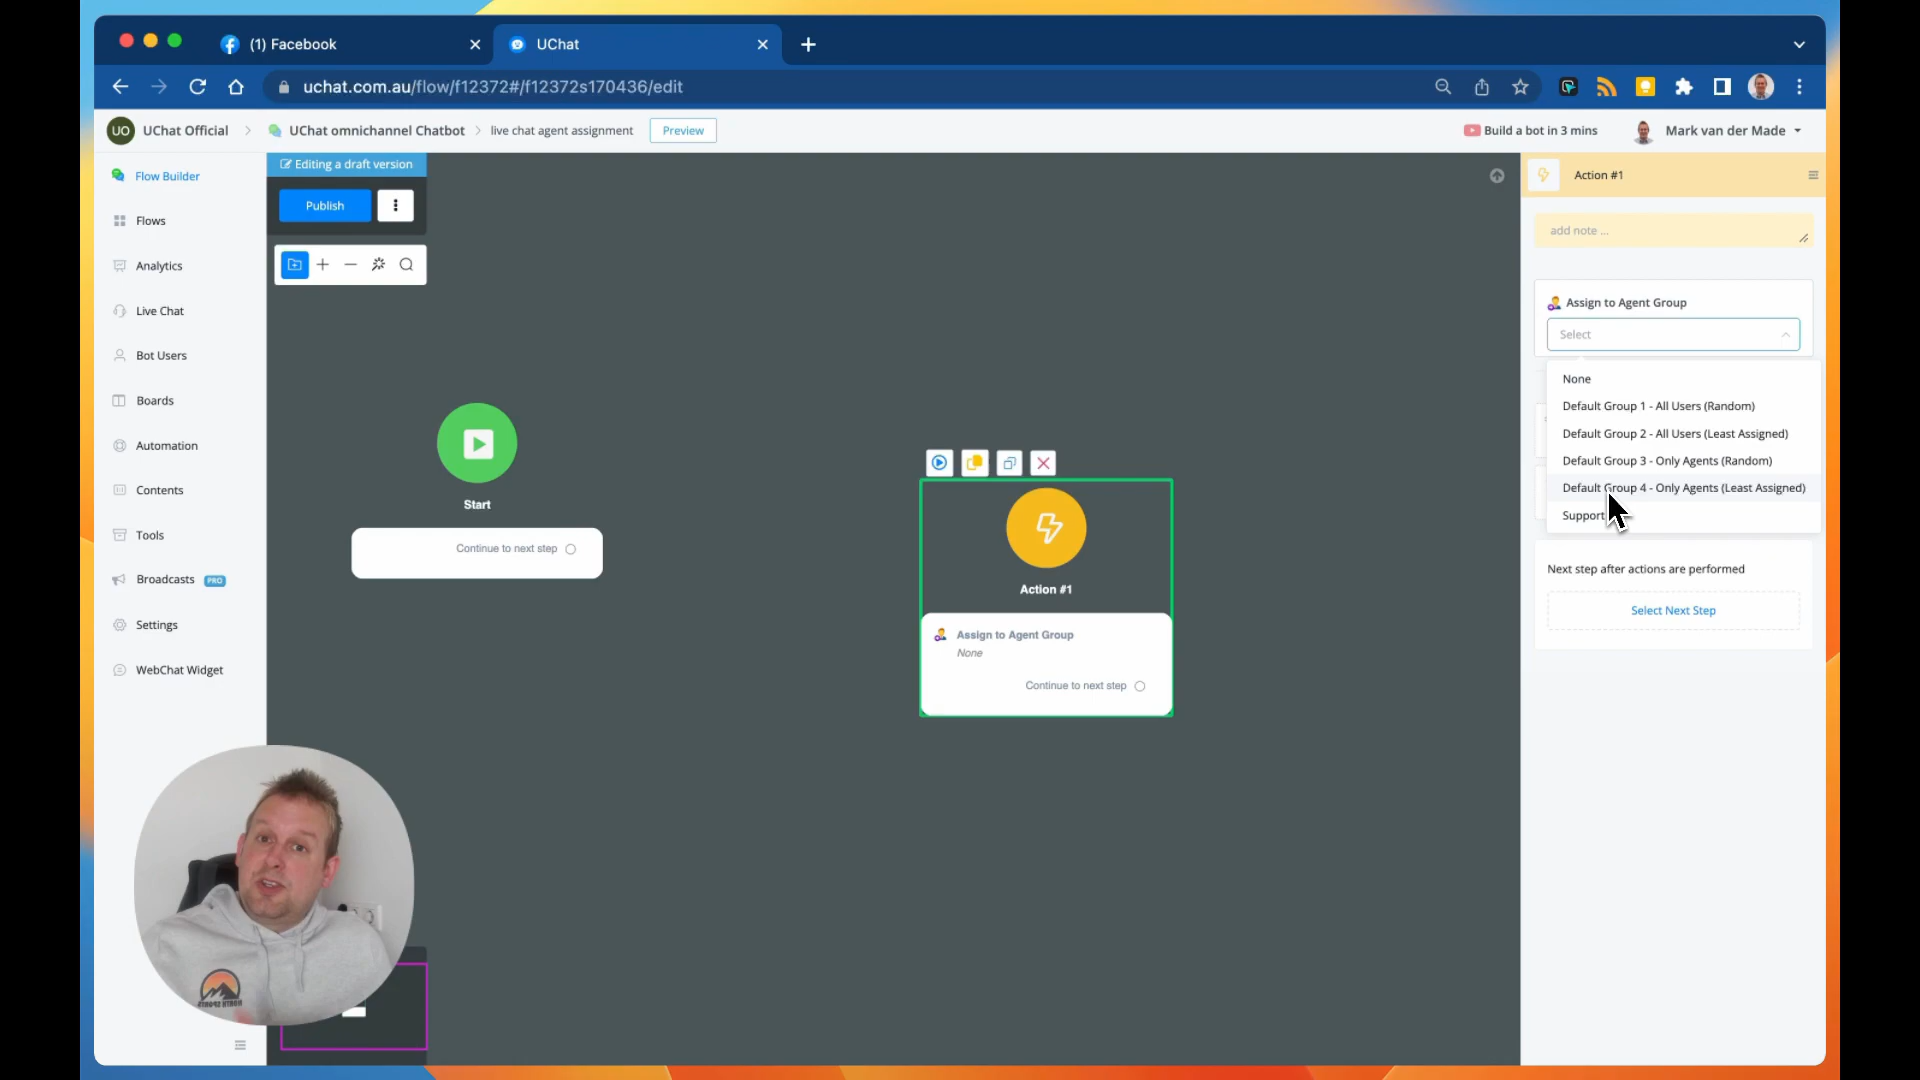 (1) Facebook
UChat
uchat.com.au/flow/f12372#/f12372s170436/edit
UO UChat Official
UChat omnichannel Chatbot
live chat agent assignment
Preview
Build a bot in 3 mins
Mark van der Made
Flow Builder
Flows
Analytics
Live Chat
Bot Users
Boards
Automation
Contents
Tools
Broadcasts PRO
Settings
WebChat Widget
Editing a draft version
Publish
Start
Continue to next step
Action #1
Assign to Agent Group
None
Continue to next step
Action #1
add note ...
Assign to Agent Group
Select
None
Default Group 1 - All Users (Random)
Default Group 2 - All Users (Least Assigned)
Default Group 3 - Only Agents (Random)
Default Group 4 - Only Agents (Least Assigned)
Support
Next step after actions are performed
Select Next Step